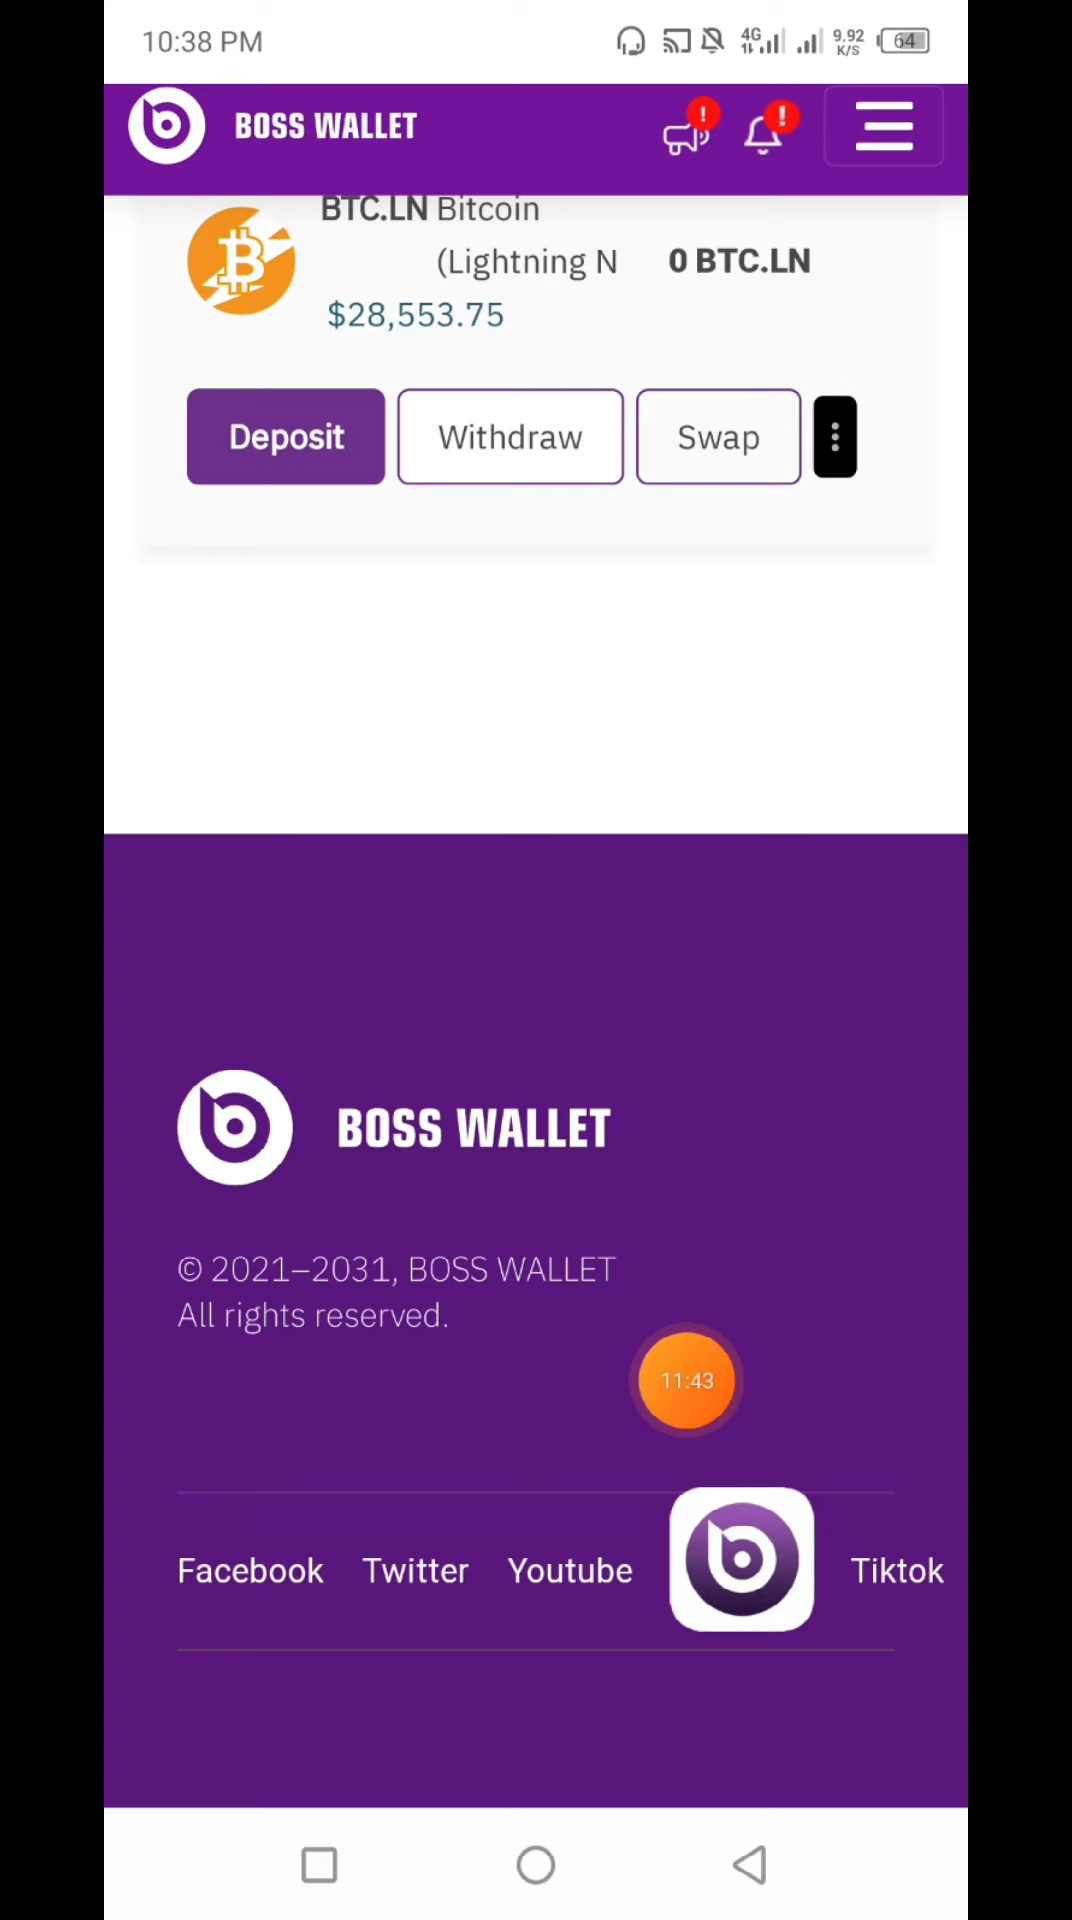 10:38 PM
4G
9.92
K/S
64
BOSS WALLET
!
!
BTC.LN Bitcoin
(Lightning N
0 BTC.LN
$28,553.75
Deposit
Withdraw
Swap
BOSS WALLET
© 2021–2031, BOSS WALLET
All rights reserved.
11:43
Facebook
Twitter
Youtube
Tiktok